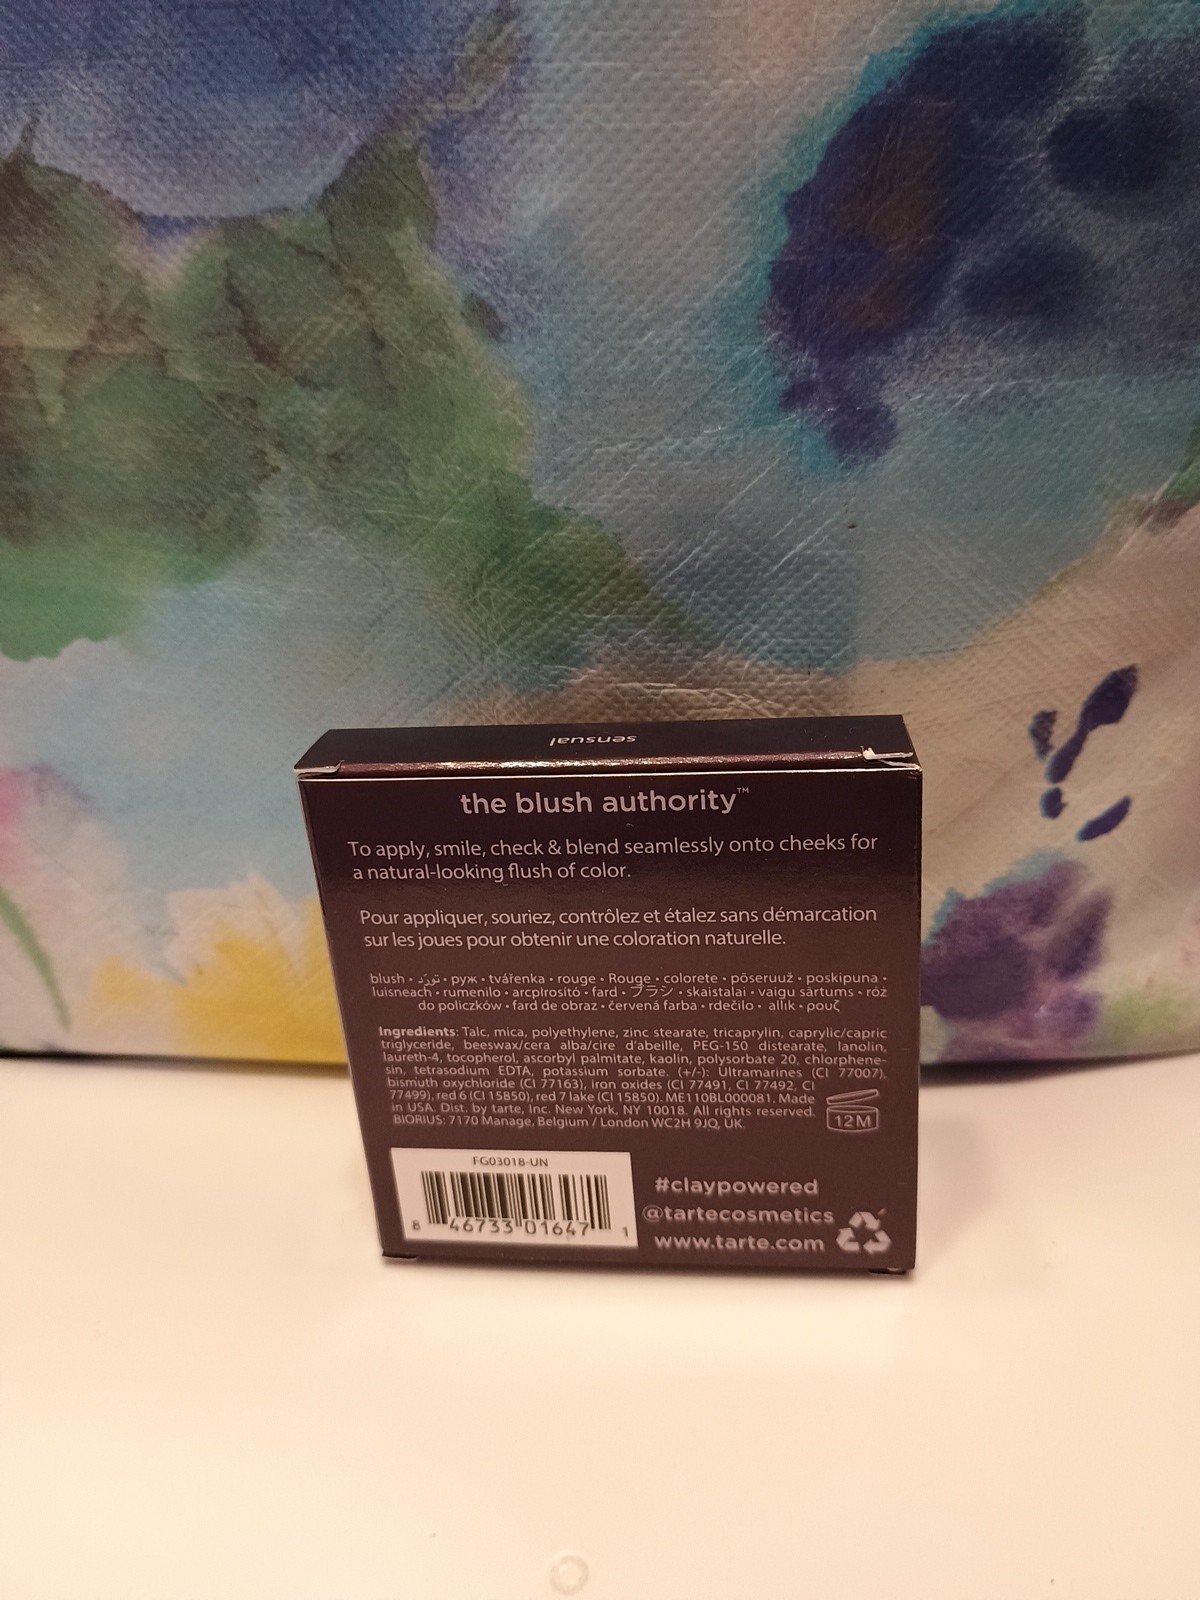 sensual
the blush authority™
To apply, smile, check & blend seamlessly onto cheeks for
a natural-looking flush of color.
Pour appliquer, souriez, contrôlez et étalez sans démarcation
sur les joues pour obtenir une coloration naturelle.
blush • تورّد • руж • tvářenka • rouge • Rouge • colorete • põseruuž • poskipuna •
luisneach • rumenilo • arcpirosító • fard • ブラシ • skaistalai • vaigu sārtums • róż
do policzków • fard de obraz • červená farba • rdečilo • allık • ρουζ
Ingredients: Talc, mica, polyethylene, zinc stearate, tricaprylin, caprylic/capric
triglyceride, beeswax/cera alba/cire d'abeille, PEG-150 distearate, lanolin,
laureth-4, tocopherol, ascorbyl palmitate, kaolin, polysorbate 20, chlorphene-
sin, tetrasodium EDTA, potassium sorbate. (+/-): Ultramarines (CI 77007),
bismuth oxychloride (CI 77163), iron oxides (CI 77491, CI 77492, CI
77499), red 6 (CI 15850), red 7 lake (CI 15850). ME110BL000081. Made
in USA. Dist. by tarte, Inc. New York, NY 10018. All rights reserved.
BIORIUS: 7170 Manage, Belgium / London WC2H 9JQ, UK.
12M
FG03018-UN
8 46733 01647 1
#claypowered
@tartecosmetics
www.tarte.com